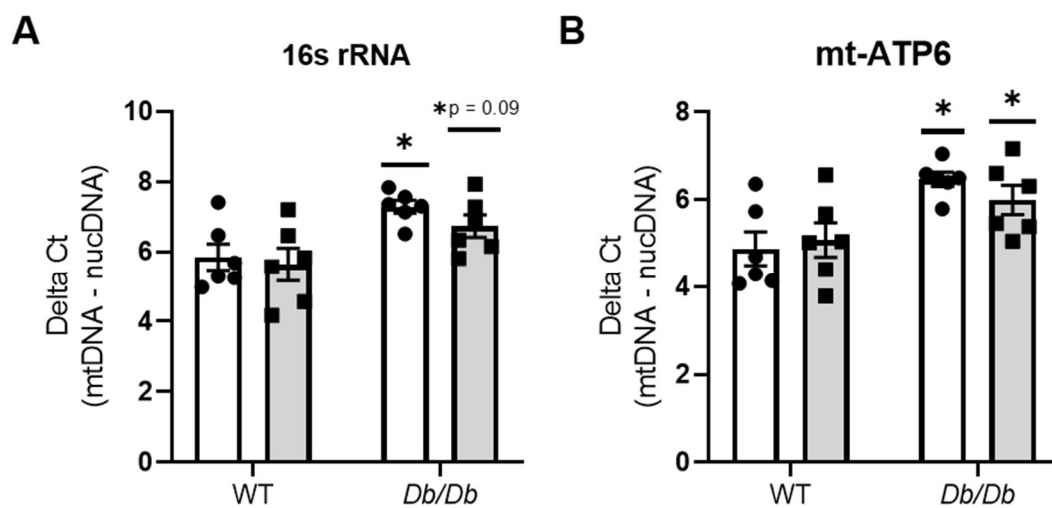 A
16s rRNA
Delta Ct
(mtDNA - nucDNA)
10
8
6
4
2
0
*
*p = 0.09
WT
Db/Db
B
mt-ATP6
Delta Ct
(mtDNA - nucDNA)
8
6
4
2
0
*
*
WT
Db/Db